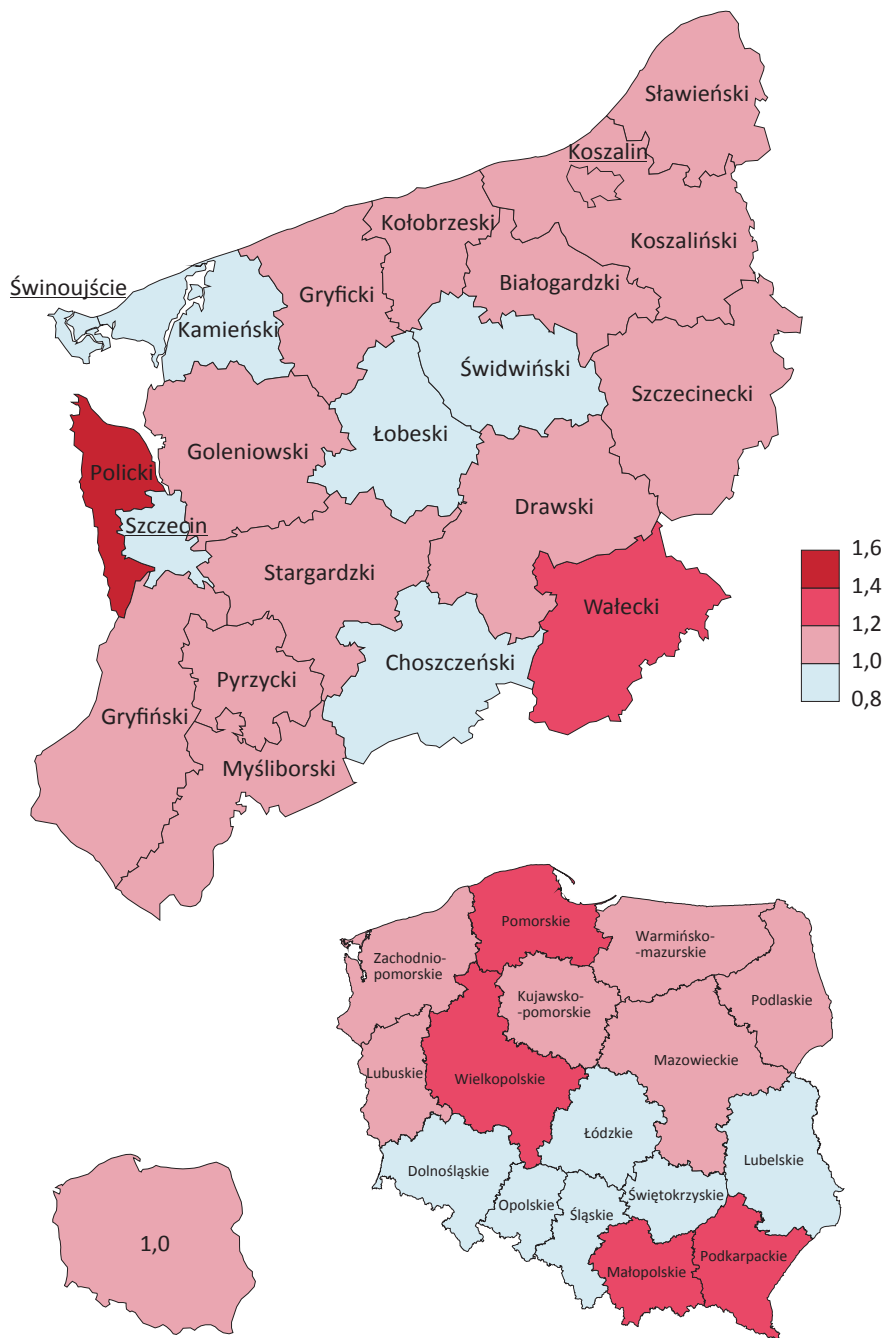 Sławieński
Koszalin
Kołobrzeski
Koszaliński
Białogardzki
Świnoujście
Gryficki
Kamieński
Świdwiński
Szczecinecki
Łobeski
Goleniowski
Policki
Drawski
Szczecin
Stargardzki
1,6
1,4
1,2
1,0
0,8
Wałecki
Choszczeński
Pyrzycki
Gryfiński
Myśliborski
Pomorskie
Warmińsko-
-mazurskie
Zachodnio-
pomorskie
Kujawsko-
-pomorskie
Podlaskie
Mazowieckie
Lubuskie
Wielkopolskie
Łódzkie
Lubelskie
Dolnośląskie
Świętokrzyskie
Opolskie
Śląskie
1,0
Podkarpackie
Małopolskie